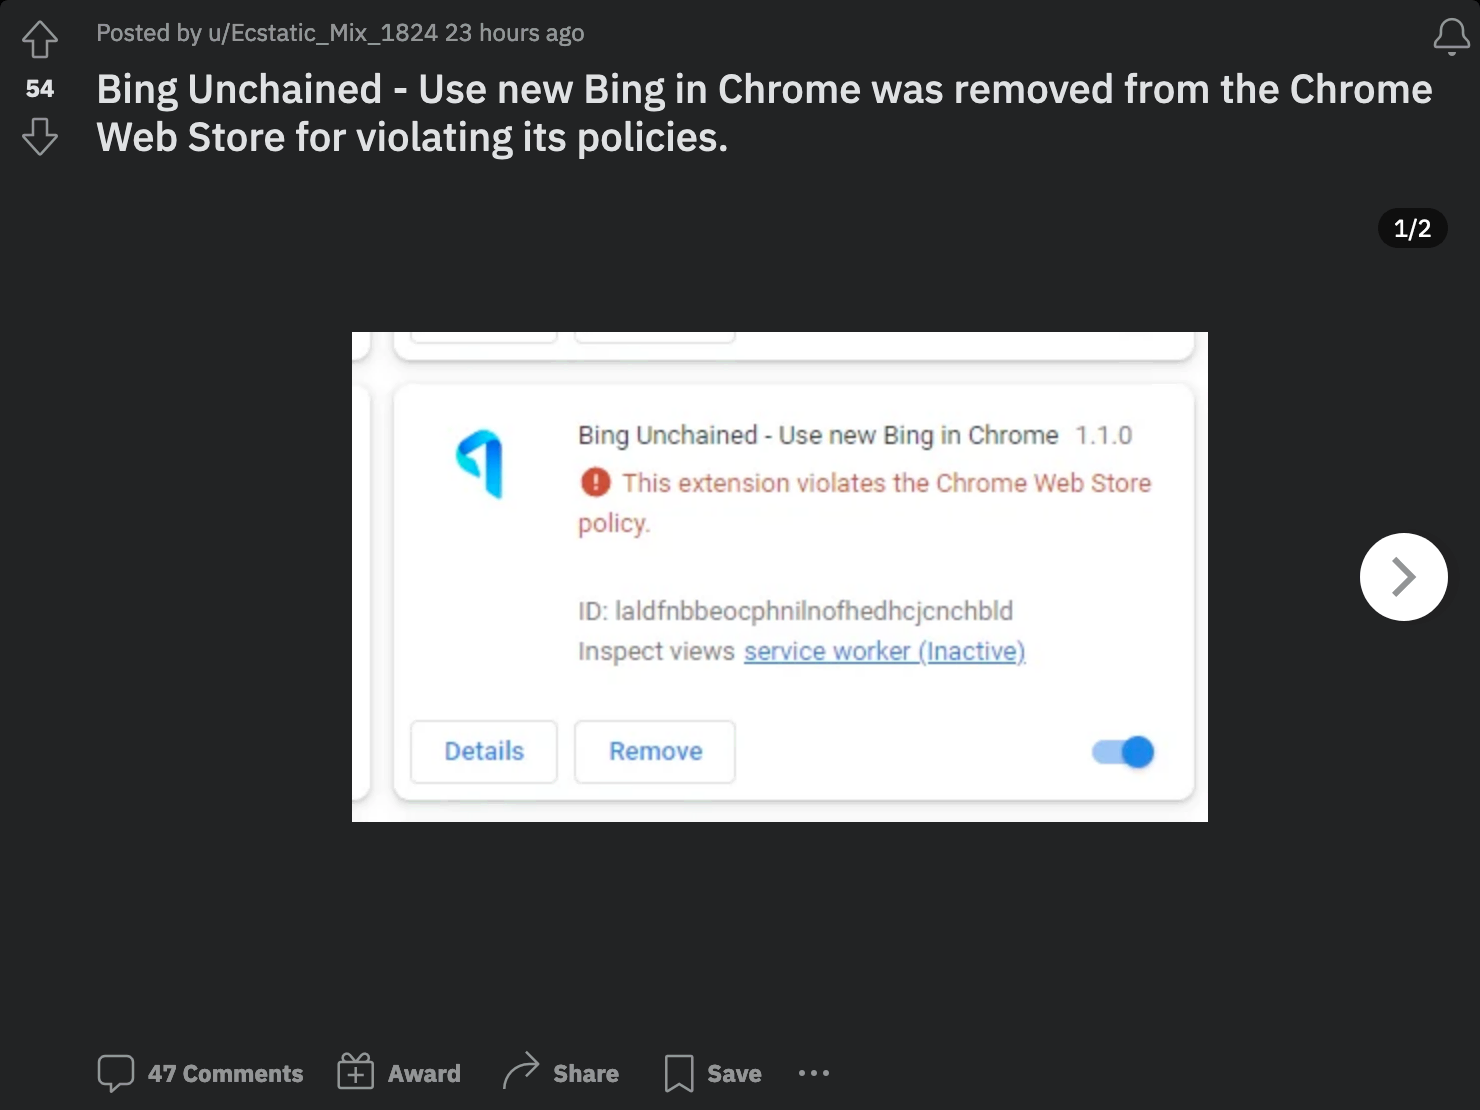 Posted by u/Ecstatic_Mix_1824 23 hours ago
54
Bing Unchained - Use new Bing in Chrome was removed from the Chrome
Web Store for violating its policies.
1/2
Bing Unchained - Use new Bing in Chrome 1.1.0
This extension violates the Chrome Web Store
policy.
ID: laldfnbbeocphnilnofhedhcjcnchbld
Inspect views service worker (Inactive)
Details Remove
47 Comments Award Share Save